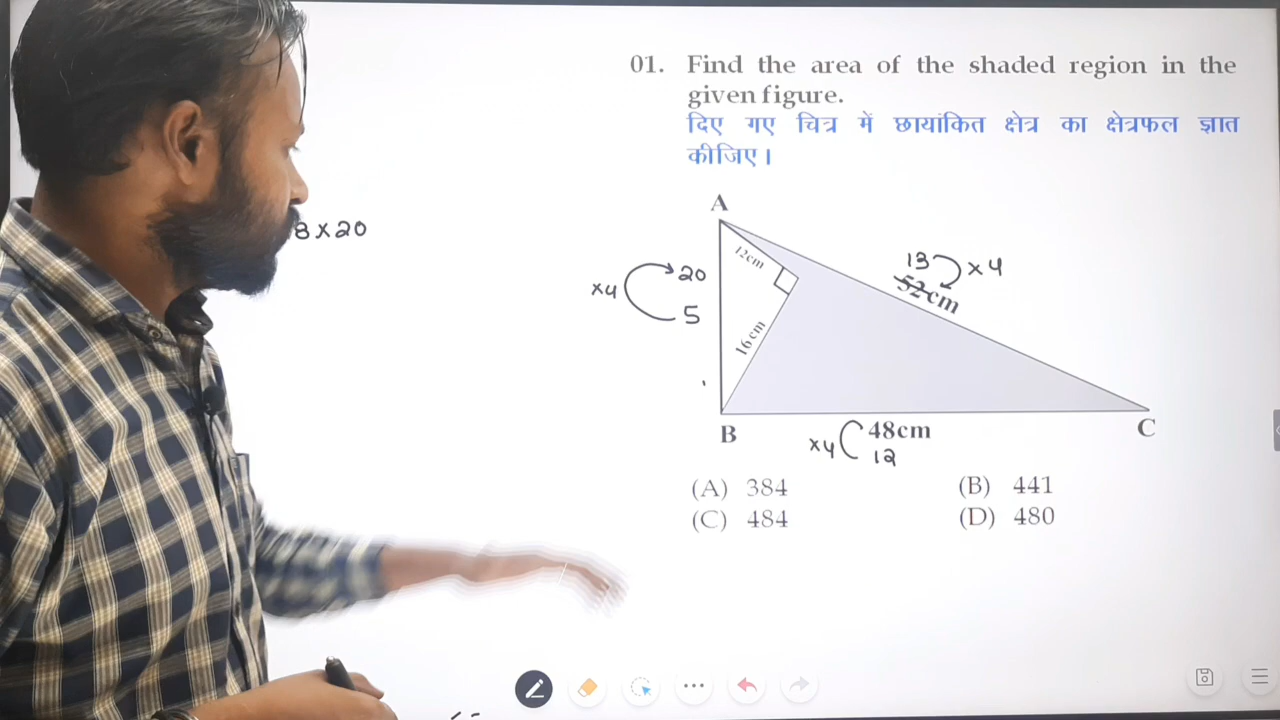 01. Find the area of the shaded region in the
given figure.
दिए गए चित्र में छायांकित क्षेत्र का क्षेत्रफल ज्ञात
कीजिए।
A
8 x 20
12cm
13 x 4
x4 20
52cm
5
16cm
B
48cm
C
x4
12
(A) 384 (B) 441
(C) 484 (D) 480